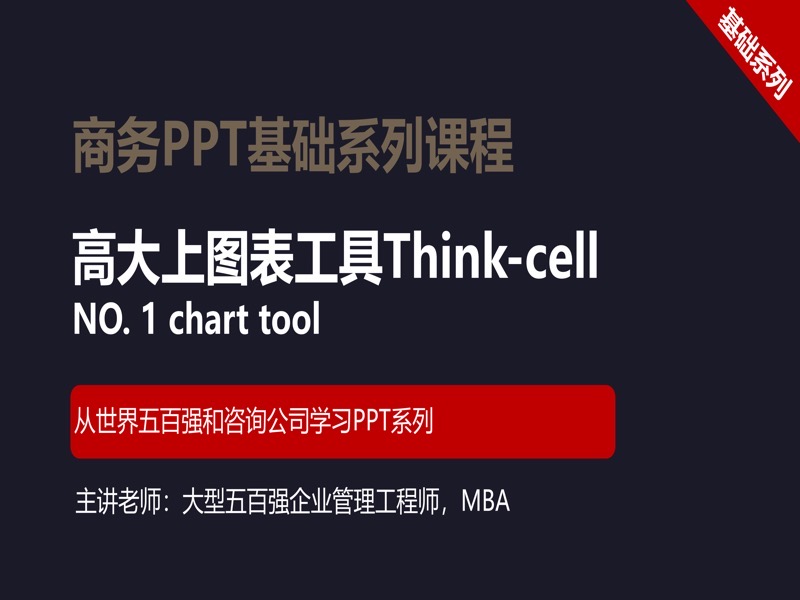 基础系列
商务PPT基础系列课程
高大上图表工具Think-cell
NO. 1 chart tool
从世界五百强和咨询公司学习PPT系列
主讲老师：大型五百强企业管理工程师，MBA